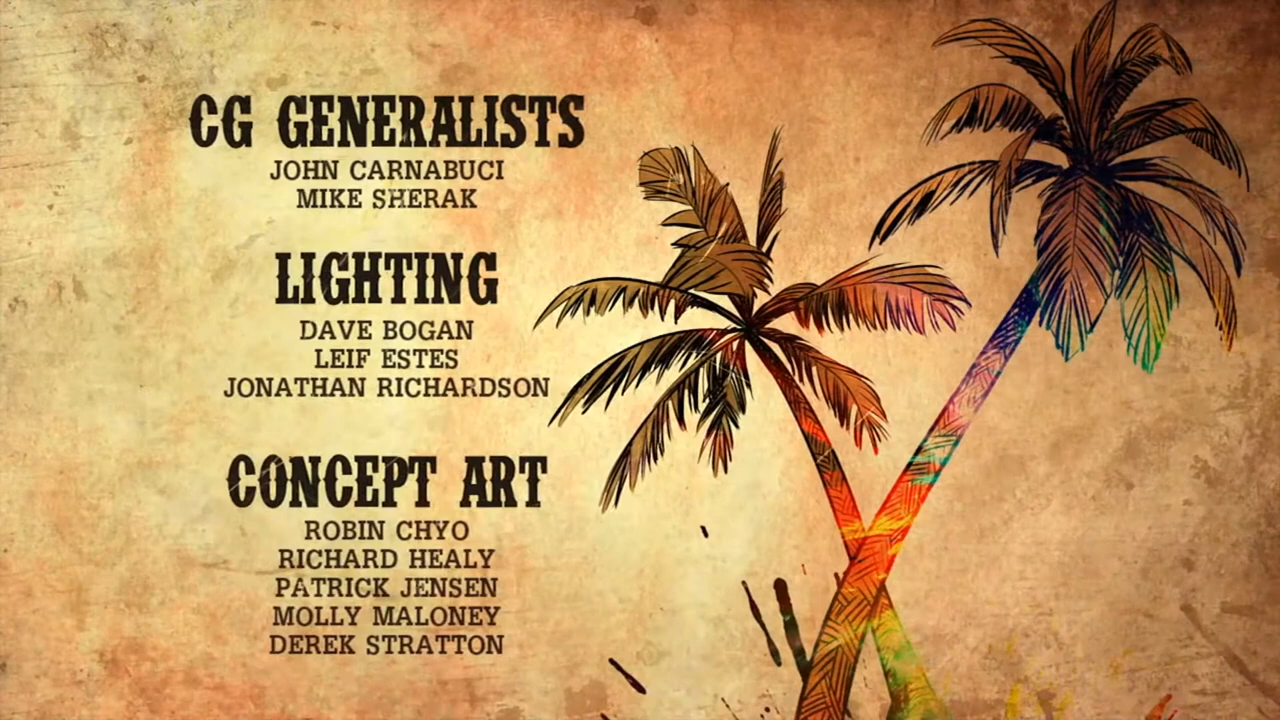 CG GENERALISTS
JOHN CARNABUCI
MIKE SHERAK
LIGHTING
DAVE BOGAN
LEIF ESTES
JONATHAN RICHARDSON
CONCEPT ART
ROBIN CHYO
RICHARD HEALY
PATRICK JENSEN
MOLLY MALONEY
DEREK STRATTON